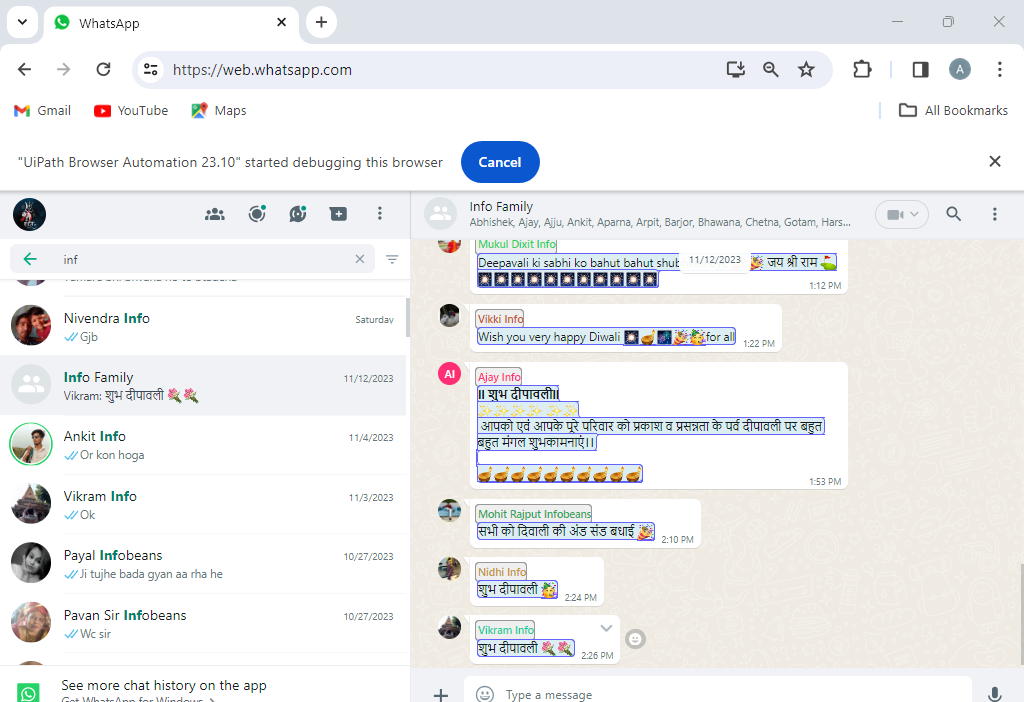 WhatsApp
https://web.whatsapp.com
A
Gmail
YouTube
Maps
All Bookmarks
"UiPath Browser Automation 23.10" started debugging this browser
Cancel
inf
Nivendra Info
Saturday
Gjb
Info Family
11/12/2023
Vikram: शुभ दीपावली 💐💐
Ankit Info
11/4/2023
Or kon hoga
Vikram Info
11/3/2023
Ok
Payal Infobeans
10/27/2023
Ji tujhe bada gyan aa rha he
Pavan Sir Infobeans
10/27/2023
Wc sir
See more chat history on the app
Get WhatsApp for Windows >
Info Family
Abhishek, Ajay, Ajju, Ankit, Aparna, Arpit, Barjor, Bhawana, Chetna, Gotam, Hars...
11/12/2023
Mukul Dixit Info
Deepavali ki sabhi ko bahut bahut shub 🎉 जय श्री राम ⛳
🎆🎆🎆🎆🎆🎆🎆🎆🎆🎆🎆
1:12 PM
Vikki Info
Wish you very happy Diwali 🎇🪔🎆🎉🥳for all
1:22 PM
AI
Ajay Info
॥ शुभ दीपावली॥
आपको एवं आपके पूरे परिवार को प्रकाश व प्रसन्नता के पर्व दीपावली पर बहुत
बहुत मंगल शुभकामनाएं।।
🪔🪔🪔🪔🪔🪔🪔🪔🪔🪔
1:53 PM
Mohit Rajput Infobeans
सभी को दिवाली की अंड संड बधाई 🎉
2:10 PM
Nidhi Info
शुभ दीपावली 🥳
2:24 PM
Vikram Info
शुभ दीपावली 💐💐
2:26 PM
Type a message